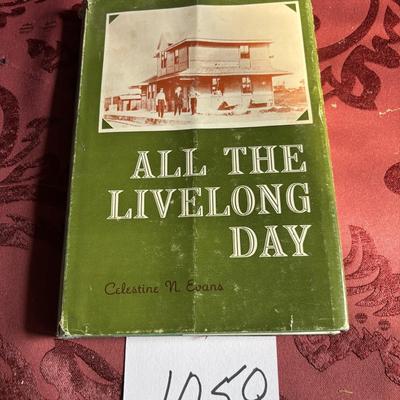 ALL THE
LIVELONG
DAY
Celestine N. Evans
1050